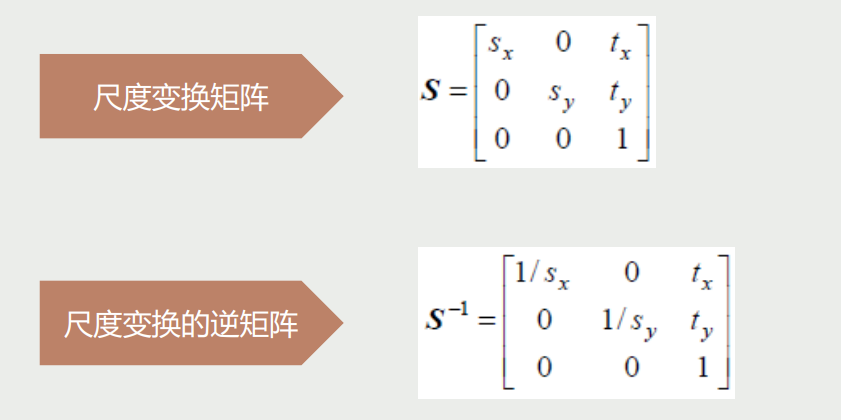 尺度变换矩阵
S = [ s_x 0 t_x
0 s_y t_y
0 0 1 ]
尺度变换的逆矩阵
S^{-1} = [ 1/s_x 0 t_x
0 1/s_y t_y
0 0 1 ]